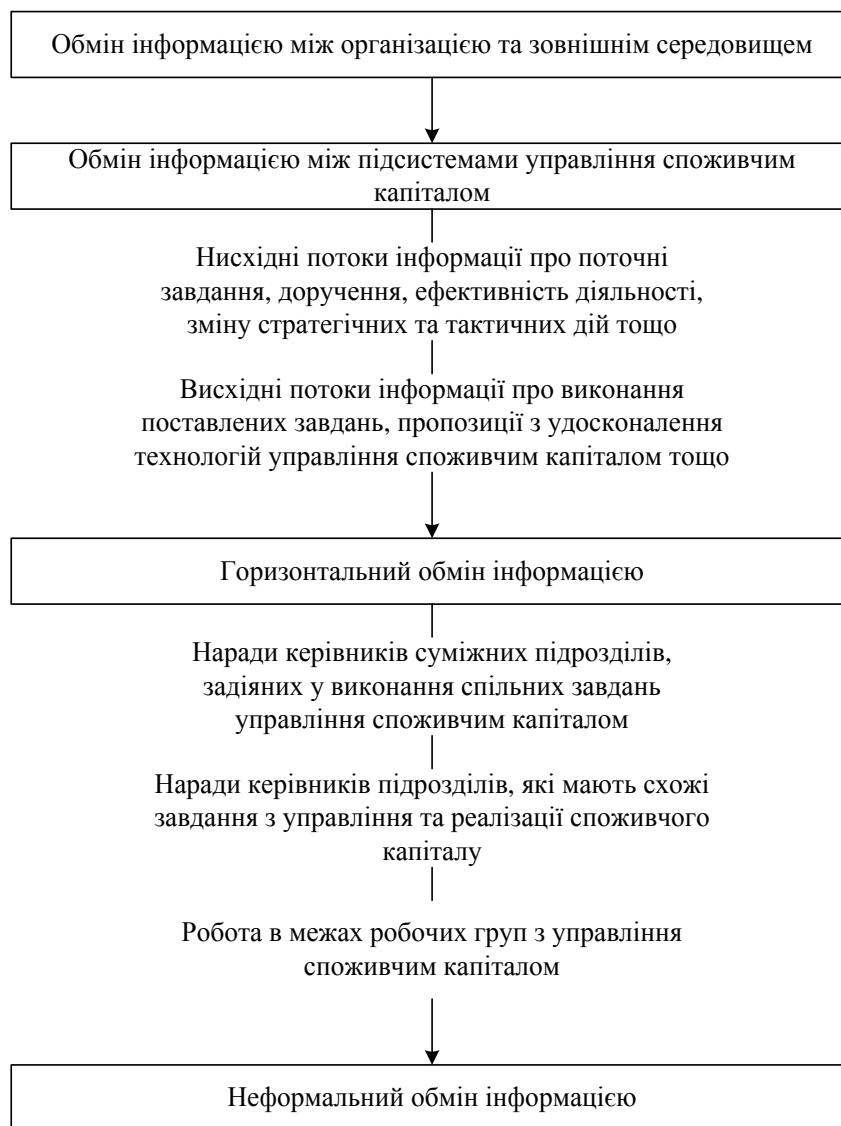 Обмін інформацією між організацією та зовнішнім середовищем
Обмін інформацією між підсистемами управління споживчим
капіталом
Нисхідні потоки інформації про поточні
завдання, доручення, ефективність діяльності,
зміну стратегічних та тактичних дій тощо
Висхідні потоки інформації про виконання
поставлених завдань, пропозиції з удосконалення
технологій управління споживчим капіталом тощо
Горизонтальний обмін інформацією
Наради керівників суміжних підрозділів,
задіяних у виконання спільних завдань
управління споживчим капіталом
Наради керівників підрозділів, які мають схожі
завдання з управління та реалізації споживчого
капіталу
Робота в межах робочих груп з управління
споживчим капіталом
Неформальний обмін інформацією